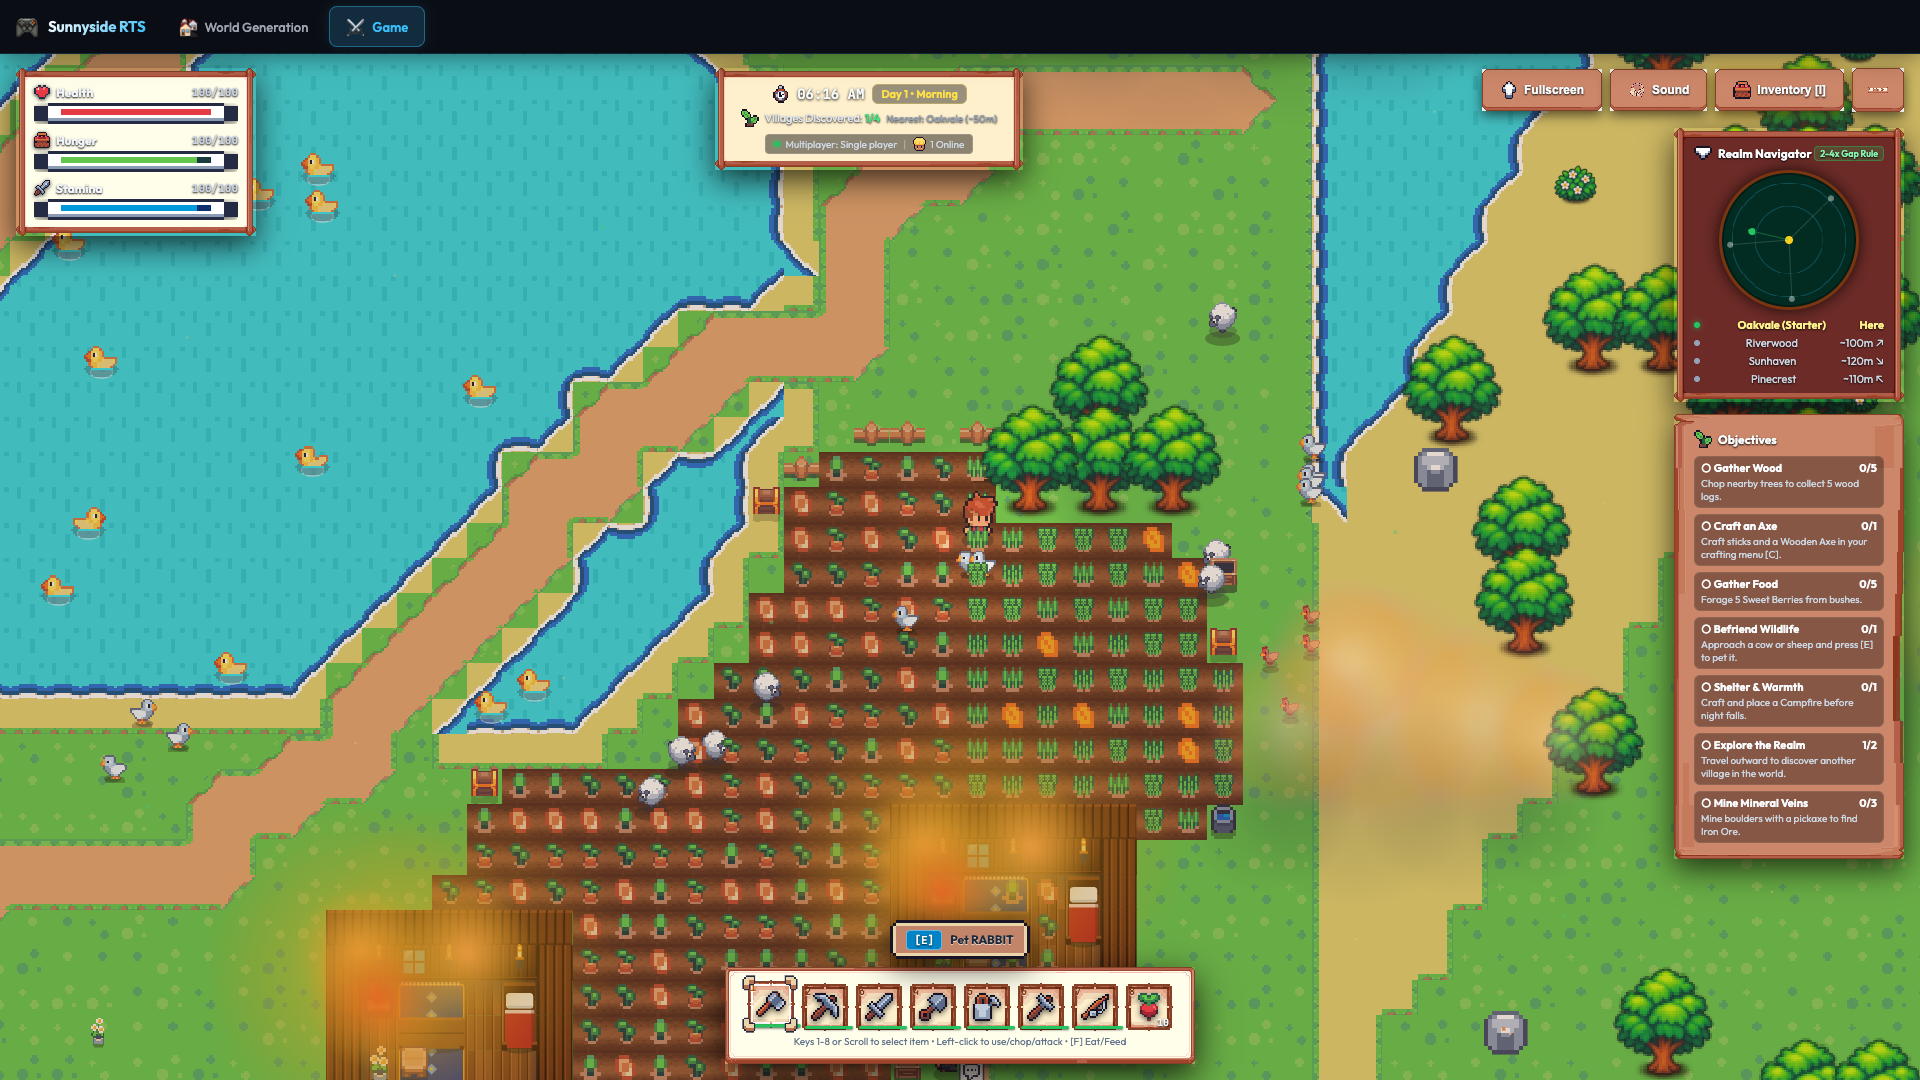 Sunnyside RTS
World Generation
Game
Health 100/100
Hunger 100/100
Stamina 100/100
06:16 AM Day 1 • Morning
Villages Discovered: 1/4 Nearest: Oakvale (~50m)
Multiplayer: Single player | 1 Online
Fullscreen
Sound
Inventory [I]
Realm Navigator 2-4x Gap Rule
Oakvale (Starter) Here
Riverwood ~100m ↗
Sunhaven ~120m ↘
Pinecrest ~110m ↖
Objectives
Gather Wood 0/5
Chop nearby trees to collect 5 wood
logs.
Craft an Axe 0/1
Craft sticks and a Wooden Axe in your
crafting menu [C].
Gather Food 0/5
Forage 5 Sweet Berries from bushes.
Befriend Wildlife 0/1
Approach a cow or sheep and press [E]
to pet it.
Shelter & Warmth 0/1
Craft and place a Campfire before
night falls.
Explore the Realm 1/2
Travel outward to discover another
village in the world.
Mine Mineral Veins 0/3
Mine boulders with a pickaxe to find
Iron Ore.
[E] Pet RABBIT
10
Keys 1-8 or Scroll to select item • Left-click to use/chop/attack • [F] Eat/Feed